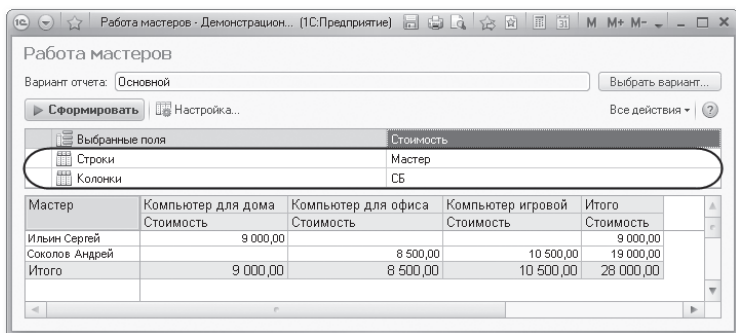 1С Работа мастеров - Демонстрацион... (1С:Предприятие) M M+ M-
Работа мастеров
Вариант отчета: Основной Выбрать вариант...
Сформировать Настройка... Все действия ?
Выбранные поля Стоимость
Строки Мастер
Колонки СБ
Мастер Компьютер для дома Компьютер для офиса Компьютер игровой Итого
Стоимость Стоимость Стоимость Стоимость
Ильин Сергей 9 000,00 9 000,00
Соколов Андрей 8 500,00 10 500,00 19 000,00
Итого 9 000,00 8 500,00 10 500,00 28 000,00